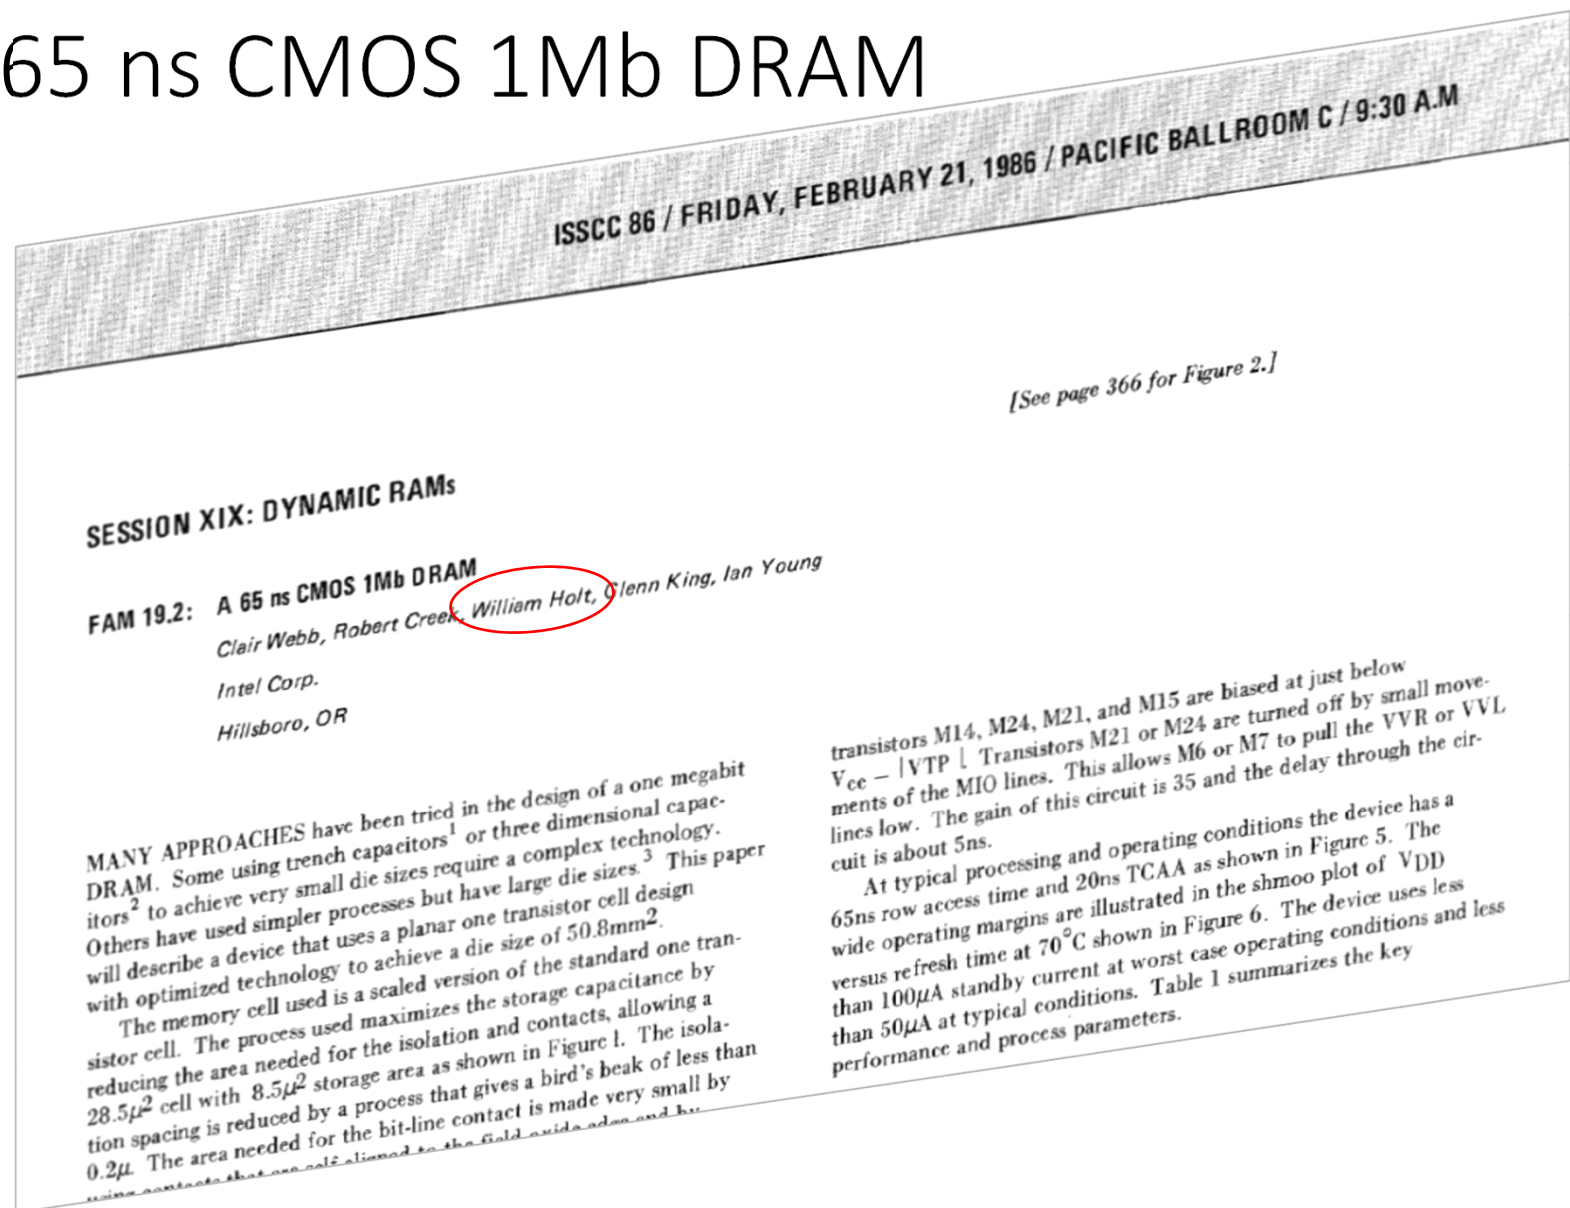 65 ns CMOS 1Mb DRAM
ISSCC 86 / FRIDAY, FEBRUARY 21, 1986 / PACIFIC BALLROOM C / 9:30 A.M
[See page 366 for Figure 2.]
SESSION XIX: DYNAMIC RAMs
FAM 19.2: A 65 ns CMOS 1Mb DRAM
Clair Webb, Robert Creek, William Holt, Glenn King, Ian Young
Intel Corp.
Hillsboro, OR
MANY APPROACHES have been tried in the design of a one megabit
DRAM. Some using trench capacitors¹ or three dimensional capac-
itors² to achieve very small die sizes require a complex technology.
Others have used simpler processes but have large die sizes.³ This paper
will describe a device that uses a planar one transistor cell design
with optimized technology to achieve a die size of 50.8mm².
The memory cell used is a scaled version of the standard one tran-
sistor cell. The process used maximizes the storage capacitance by
reducing the area needed for the isolation and contacts, allowing a
28.5µ² cell with 8.5µ² storage area as shown in Figure 1. The isola-
tion spacing is reduced by a process that gives a bird's beak of less than
0.2µ. The area needed for the bit-line contact is made very small by
using contacts that are self aligned to the field oxide edge and by
transistors M14, M24, M21, and M15 are biased at just below
Vcc – |VTP|. Transistors M21 or M24 are turned off by small move-
ments of the MIO lines. This allows M6 or M7 to pull the VVR or VVL
lines low. The gain of this circuit is 35 and the delay through the cir-
cuit is about 5ns.
At typical processing and operating conditions the device has a
65ns row access time and 20ns TCAA as shown in Figure 5. The
wide operating margins are illustrated in the shmoo plot of VDD
versus refresh time at 70°C shown in Figure 6. The device uses less
than 100µA standby current at worst case operating conditions and less
than 50µA at typical conditions. Table 1 summarizes the key
performance and process parameters.